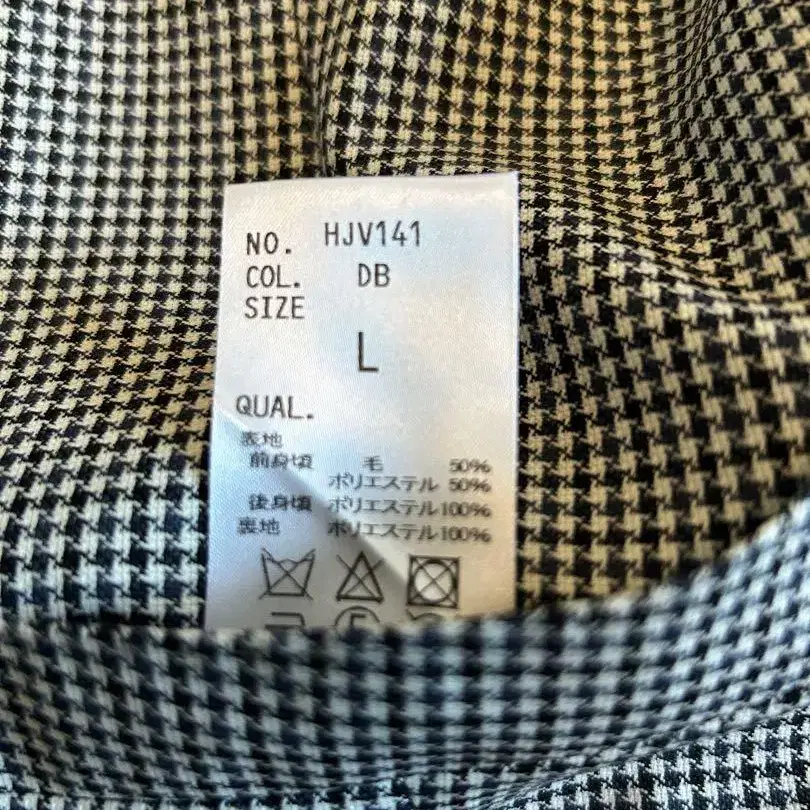 NO. HJV141
COL. DB
SIZE
L
QUAL.
表地
前身頃 毛 50%
ポリエステル 50%
後身頃 ポリエステル100%
裏地 ポリエステル100%